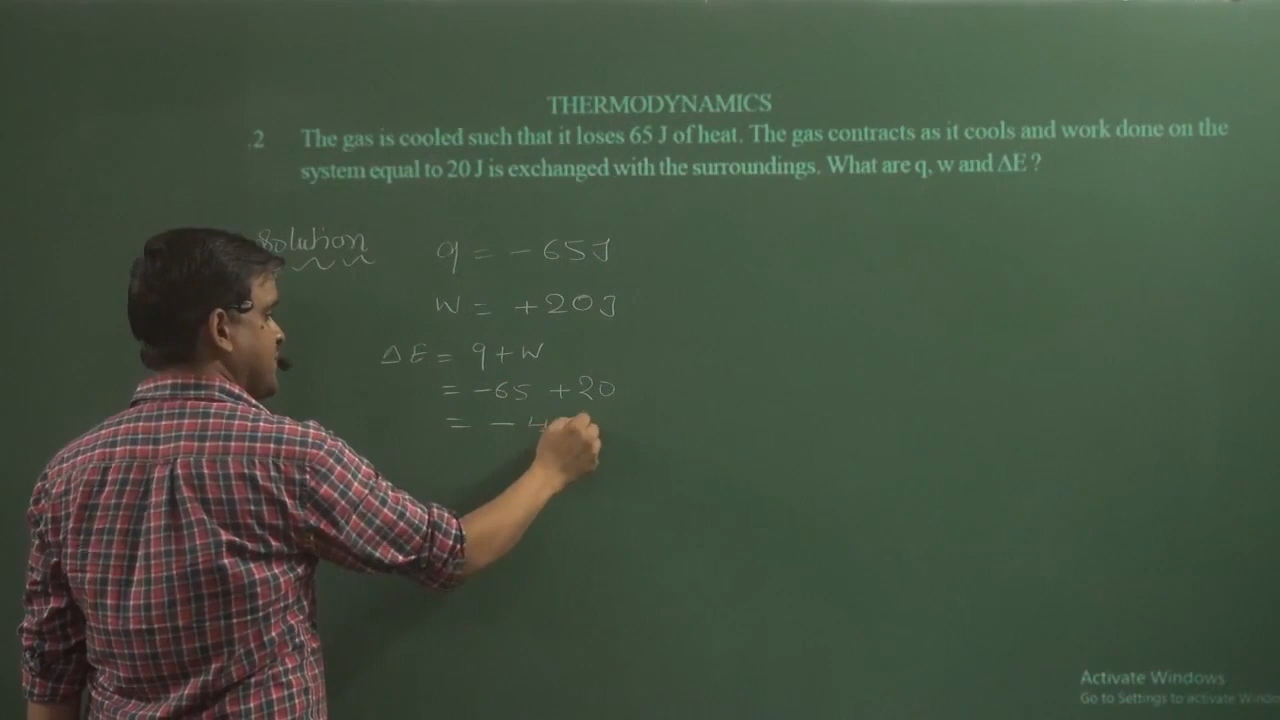 THERMODYNAMICS
.2 The gas is cooled such that it loses 65 J of heat. The gas contracts as it cools and work done on the
system equal to 20 J is exchanged with the surroundings. What are q, w and ΔE ?
Solution
q = - 65J
W = +20J
ΔE = q+W
= -65 +20
= - 4
Activate Windows
Go to Settings to activate Windo